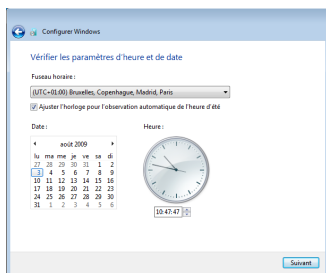 Configurer Windows
Vérifier les paramètres d'heure et de date
Fuseau horaire :
(UTC+01:00) Bruxelles, Copenhague, Madrid, Paris
Ajuster l'horloge pour l'observation automatique de l'heure d'été
Date :
Heure :
août 2009
lu ma me je ve sa di
27 28 29 30 31 1 2
3 4 5 6 7 8 9
10 11 12 13 14 15 16
17 18 19 20 21 22 23
24 25 26 27 28 29 30
31 1 2 3 4 5 6
10:47:47
Suivant